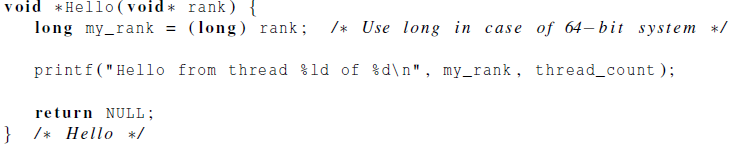 void *Hello(void* rank) {
   long my_rank = (long) rank;  /* Use long in case of 64-bit system */
   printf("Hello from thread %ld of %d\n", my_rank, thread_count);
   return NULL;
}  /* Hello */